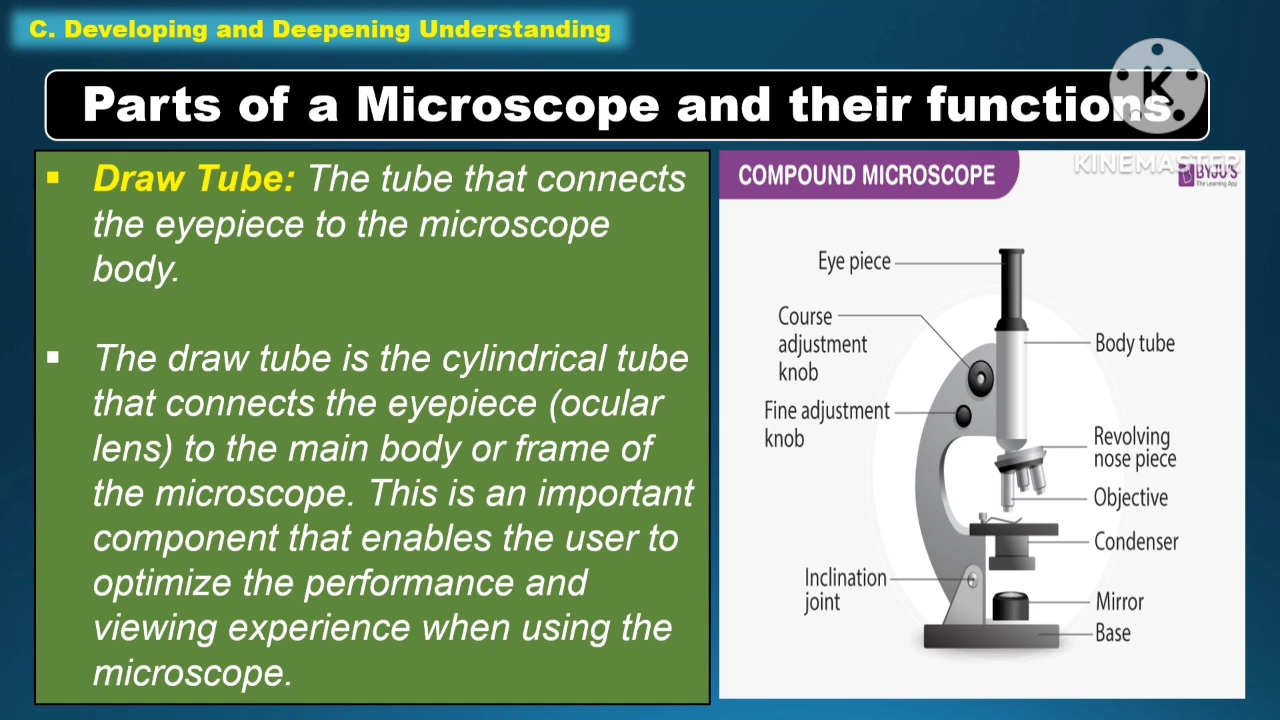 C. Developing and Deepening Understanding
Parts of a Microscope and their functions
K
KINEMASTER
Draw Tube: The tube that connects
the eyepiece to the microscope
body.
The draw tube is the cylindrical tube
that connects the eyepiece (ocular
lens) to the main body or frame of
the microscope. This is an important
component that enables the user to
optimize the performance and
viewing experience when using the
microscope.
COMPOUND MICROSCOPE
BYJU'S
The Learning App
Eye piece
Course
adjustment
knob
Fine adjustment
knob
Inclination
joint
Body tube
Revolving
nose piece
Objective
Condenser
Mirror
Base